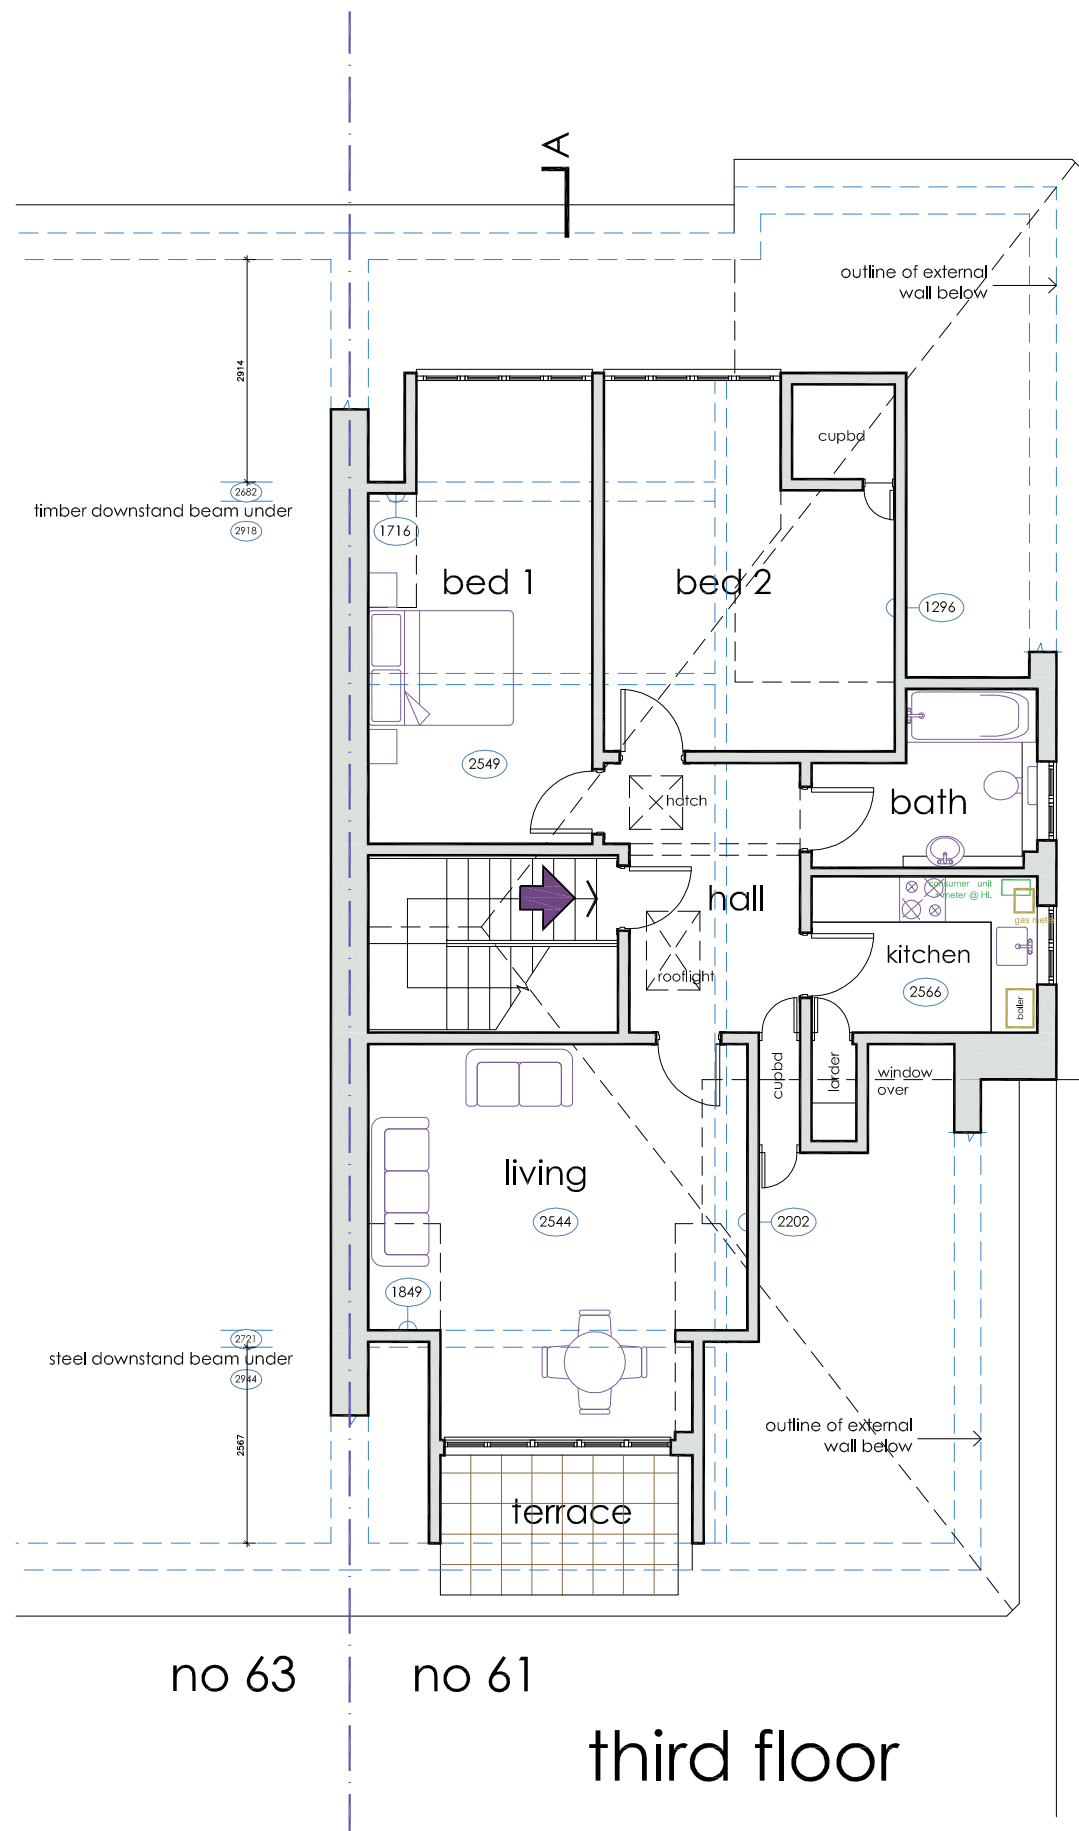 A
outline of external
wall below
2914
2682
timber downstand beam under
2918
cupbd
1716
bed 1
bed 2
1296
2549
hatch
bath
hall
consumer unit
meter @ HL
gas meter
kitchen
rooflight
2566
boiler
cupbd
larder
window
over
living
2544
2202
1849
2721
steel downstand beam under
2944
2567
outline of external
wall below
terrace
no 63
no 61
third floor